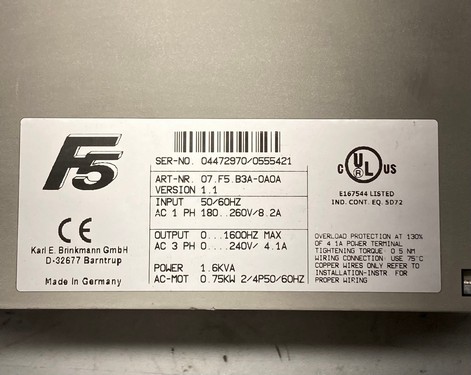 F5
SER-NO. 04472970/0555421
ART-NR. 07.F5.B3A-0A0A
VERSION 1.1
INPUT 50/60HZ
AC 1 PH 180..260V/8.2A
OUTPUT 0...1600HZ MAX
AC 3 PH 0....240V/ 4.1A
POWER 1.6KVA
AC-MOT 0.75KW 2/4P50/60HZ
CE
Karl E. Brinkmann GmbH
D-32677 Barntrup
Made in Germany
C UL US
LISTED
E167544 LISTED
IND. CONT. EQ. 5D72
OVERLOAD PROTECTION AT 130%
OF 4.1A POWER TERMINAL
TIGHTENING TORQUE: 0.5 NM
WIRING CONNECTION: USE 75°C
COPPER WIRES ONLY REFER TO
INSTALLATION-INSTR FOR
PROPER WIRING